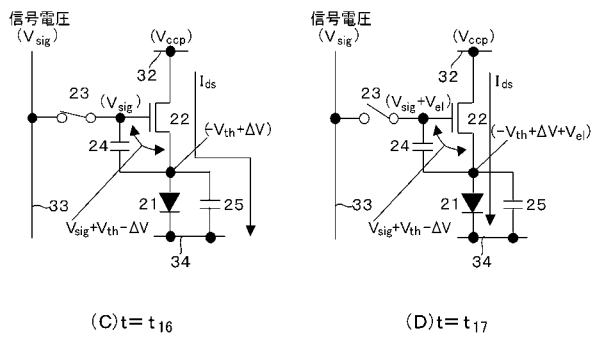 信号電圧
(Vsig)
(Vccp)
32
Ids
23
(Vsig)
22
24
(-Vth+ΔV)
33
21
25
Vsig+Vth-ΔV
34
(C)t=t16
信号電圧
(Vsig)
(Vccp)
32
Ids
23
(Vsig+Vel)
22
24
(-Vth+ΔV+Vel)
33
21
25
Vsig+Vth-ΔV
34
(D)t=t17